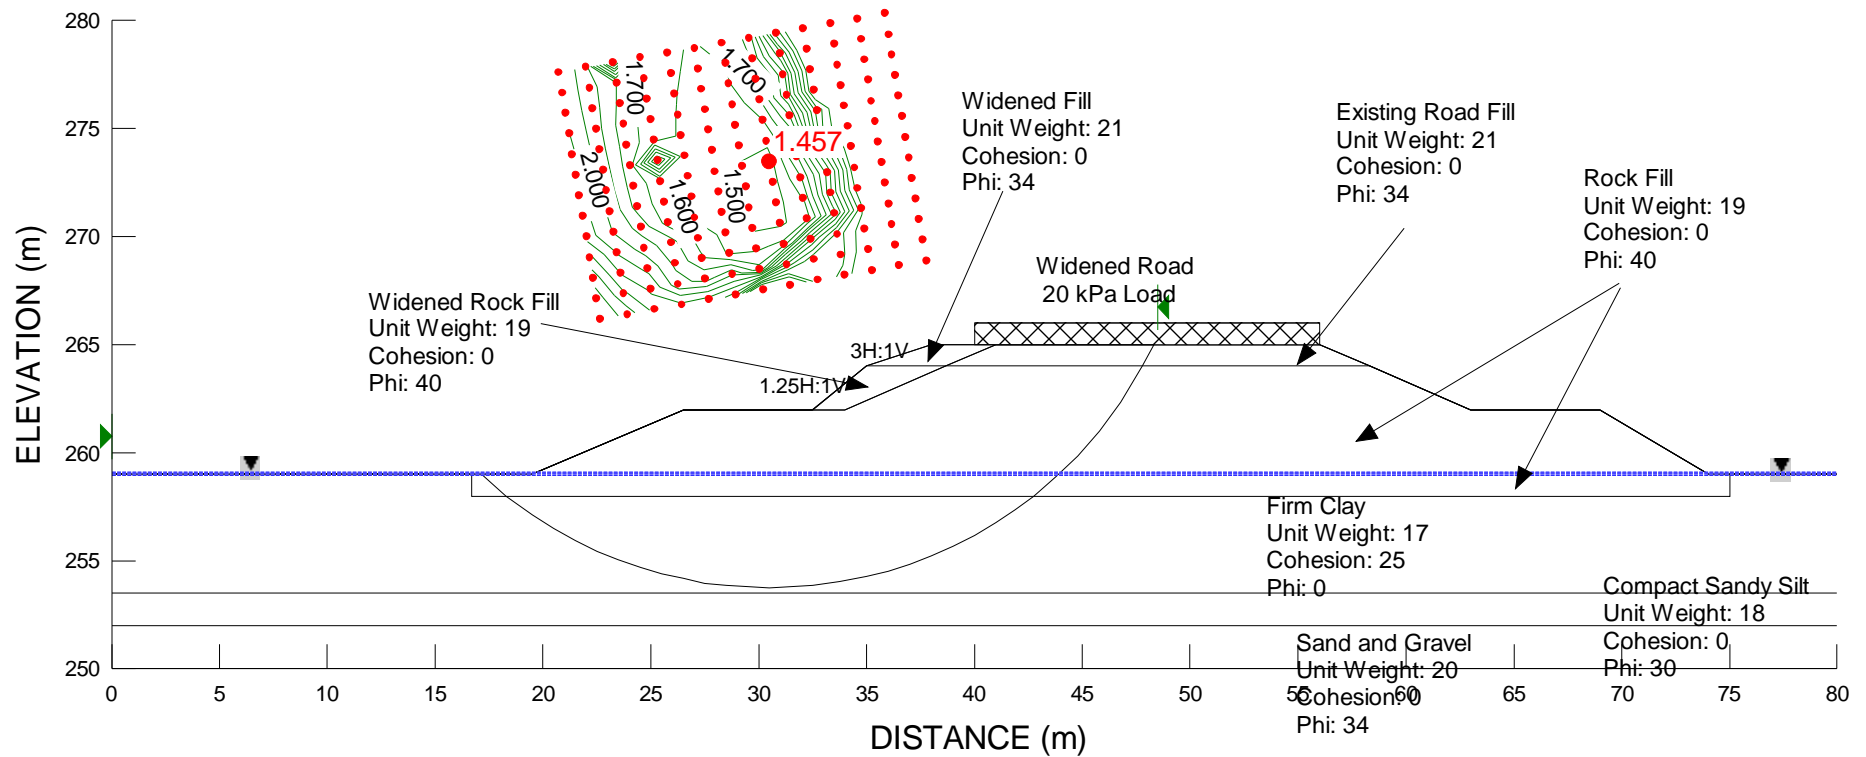 280
275
270
265
260
255
250
ELEVATION (m)
0
5
10
15
20
25
30
35
40
45
50
55
60
65
70
75
80
DISTANCE (m)
1.700
1.700
2.000
1.600
1.500
1.457
Widened Fill
Unit Weight: 21
Cohesion: 0
Phi: 34
Existing Road Fill
Unit Weight: 21
Cohesion: 0
Phi: 34
Rock Fill
Unit Weight: 19
Cohesion: 0
Phi: 40
Widened Road
20 kPa Load
Widened Rock Fill
Unit Weight: 19
Cohesion: 0
Phi: 40
3H:1V
1.25H:1V
Firm Clay
Unit Weight: 17
Cohesion: 25
Phi: 0
Compact Sandy Silt
Unit Weight: 18
Cohesion: 0
Phi: 30
Sand and Gravel
Unit Weight: 20
Cohesion: 0
Phi: 34